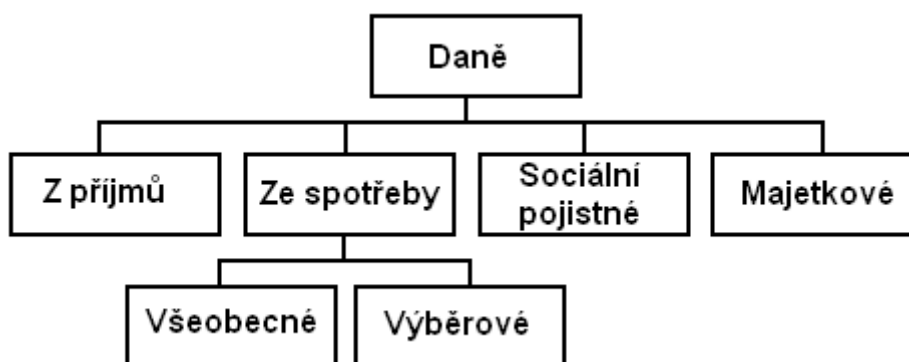 Daně
Z příjmů
Ze spotřeby
Sociální
pojistné
Majetkové
Všeobecné
Výběrové